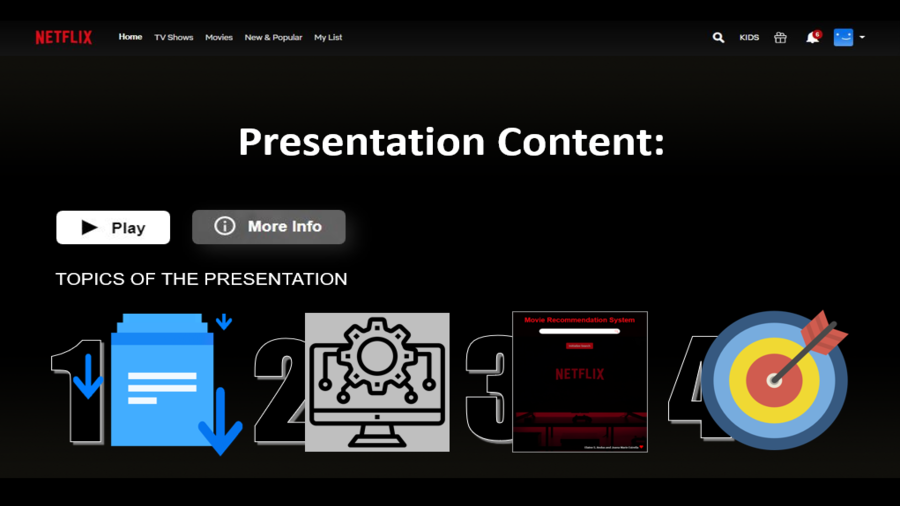 NETFLIX Home TV Shows Movies New & Popular My List KIDS 6
Presentation Content:
Play More Info
TOPICS OF THE PRESENTATION
1 2 3 4
Movie Recommendation System
NETFLIX